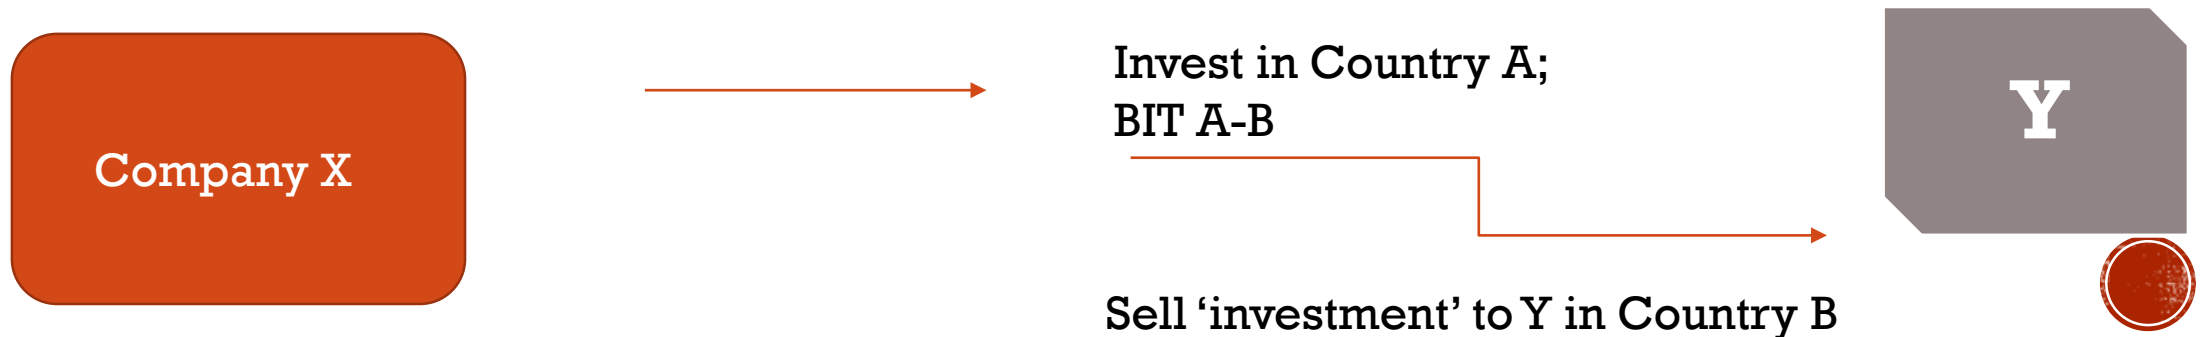 Company X
Invest in Country A;
BIT A-B
Sell ‘investment’ to Y in Country B
Y